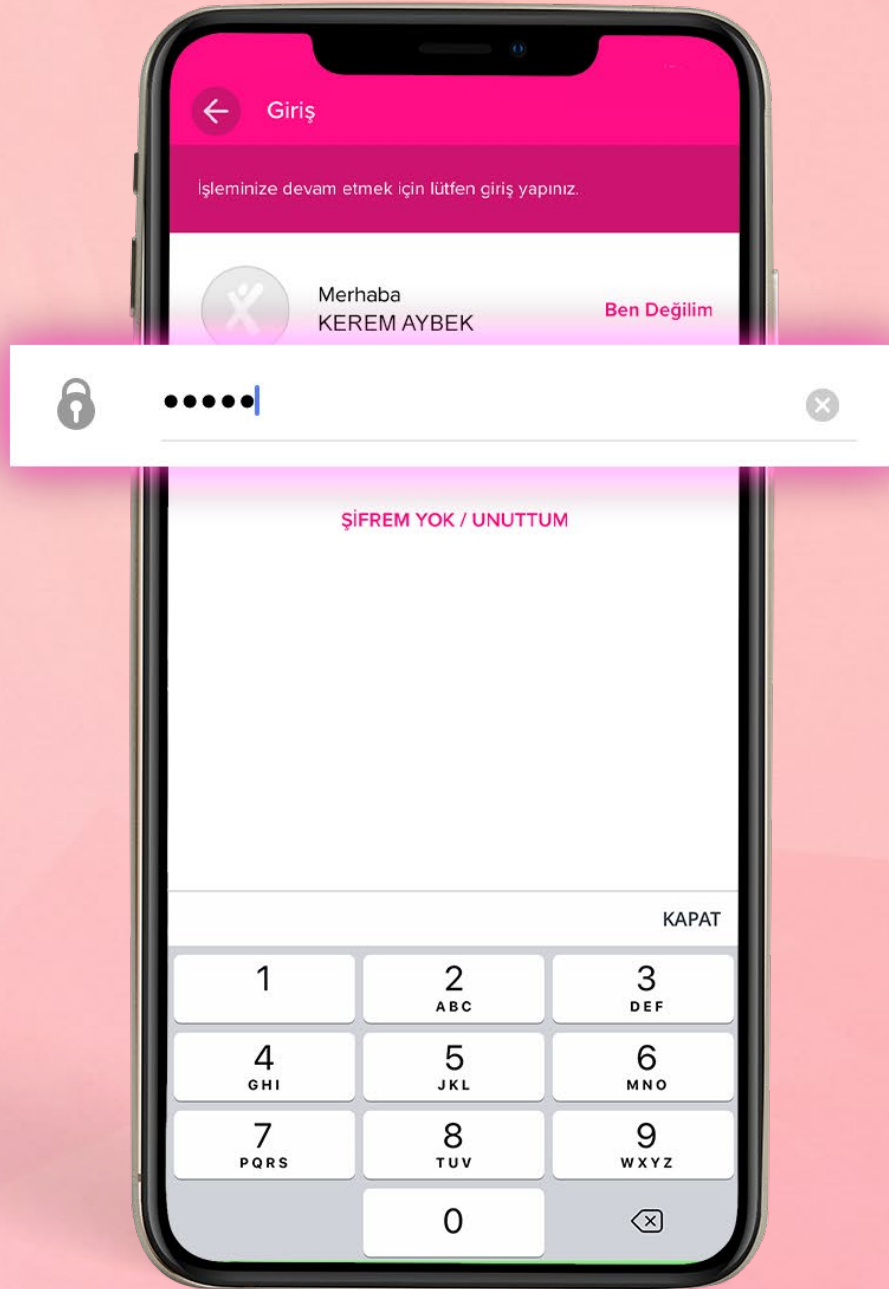 Giriş
İşleminize devam etmek için lütfen giriş yapınız.
Merhaba
KEREM AYBEK
Ben Değilim
•••••
ŞİFREM YOK / UNUTTUM
KAPAT
1
2
ABC
3
DEF
4
GHI
5
JKL
6
MNO
7
PQRS
8
TUV
9
WXYZ
0